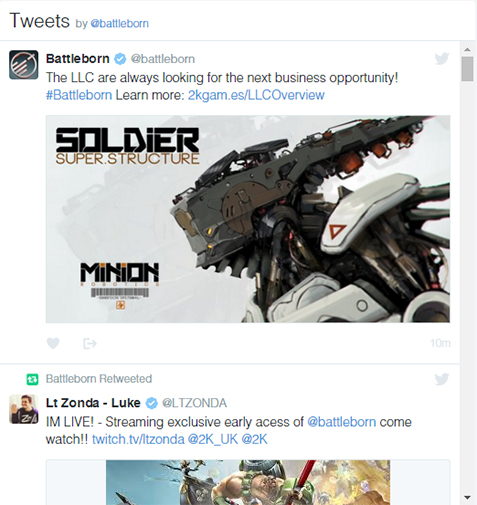 Tweets by @battleborn
Battleborn @battleborn
The LLC are always looking for the next business opportunity!
#Battleborn Learn more: 2kgam.es/LLCOverview
SOLDIER
SUPER.STRUCTURE
MINION
ROBOTICS
10m
Battleborn Retweeted
Lt Zonda - Luke @LTZONDA
IM LIVE! - Streaming exclusive early acess of @battleborn come
watch!! twitch.tv/ltzonda @2K_UK @2K